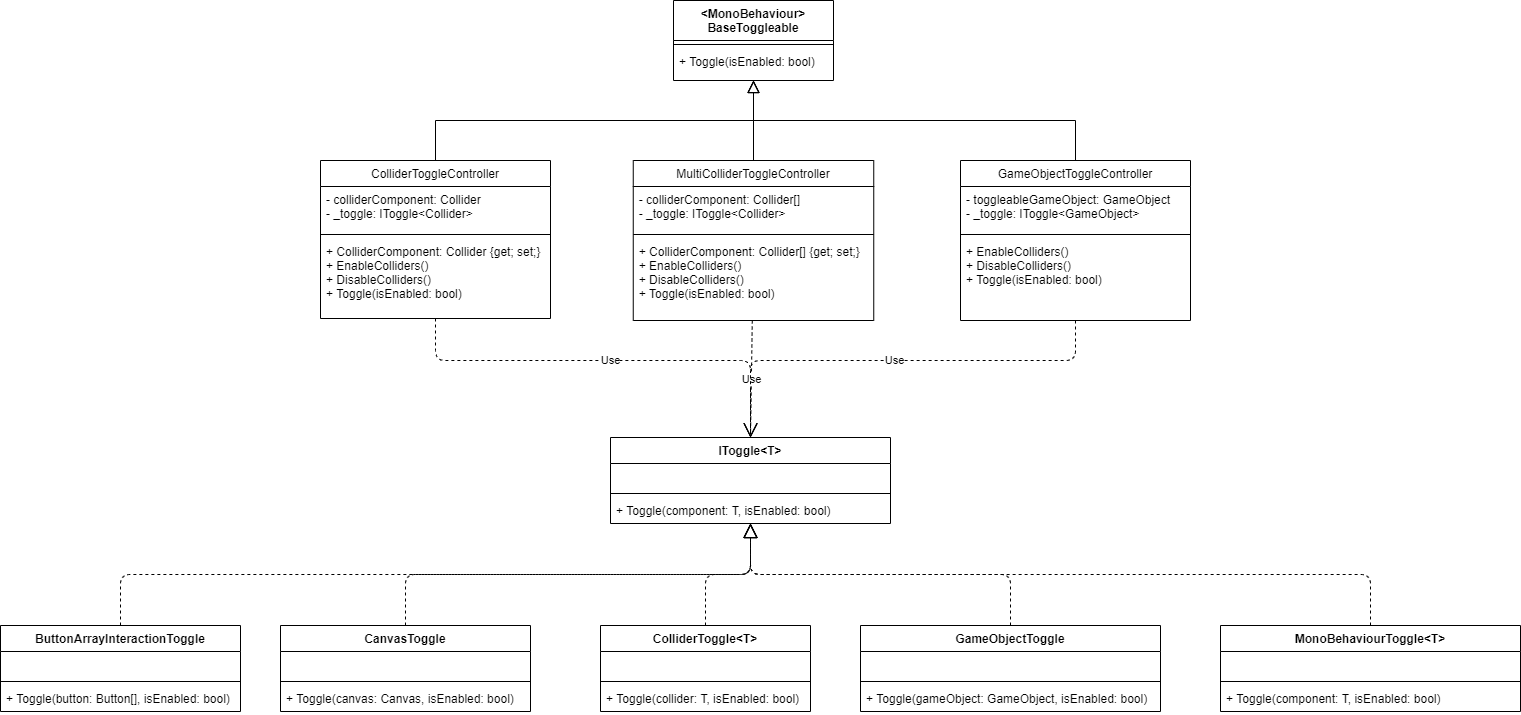 <MonoBehaviour>
BaseToggleable
+ Toggle(isEnabled: bool)
ColliderToggleController
- colliderComponent: Collider
- _toggle: IToggle<Collider>
+ ColliderComponent: Collider {get; set;}
+ EnableColliders()
+ DisableColliders()
+ Toggle(isEnabled: bool)
MultiColliderToggleController
- colliderComponent: Collider[]
- _toggle: IToggle<Collider>
+ ColliderComponent: Collider[] {get; set;}
+ EnableColliders()
+ DisableColliders()
+ Toggle(isEnabled: bool)
GameObjectToggleController
- toggleableGameObject: GameObject
- _toggle: IToggle<GameObject>
+ EnableColliders()
+ DisableColliders()
+ Toggle(isEnabled: bool)
Use
Use
Use
IToggle<T>
+ Toggle(component: T, isEnabled: bool)
ButtonArrayInteractionToggle
+ Toggle(button: Button[], isEnabled: bool)
CanvasToggle
+ Toggle(canvas: Canvas, isEnabled: bool)
ColliderToggle<T>
+ Toggle(collider: T, isEnabled: bool)
GameObjectToggle
+ Toggle(gameObject: GameObject, isEnabled: bool)
MonoBehaviourToggle<T>
+ Toggle(component: T, isEnabled: bool)